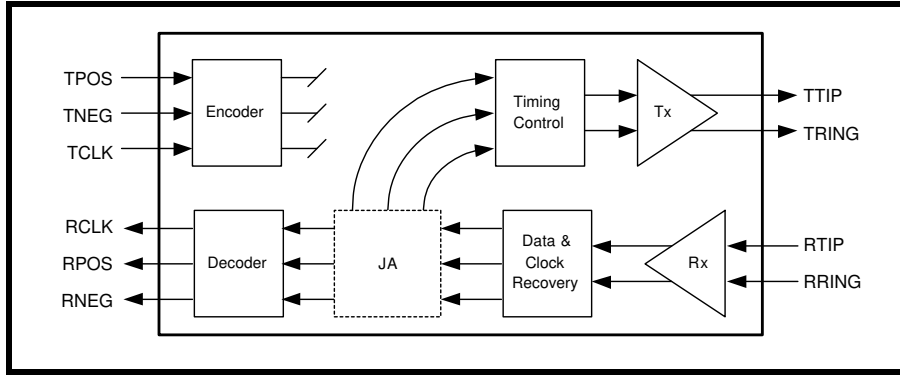 TPOS
TNEG
TCLK
Encoder
Timing
Control
Tx
TTIP
TRING
RCLK
RPOS
RNEG
Decoder
JA
Data &
Clock
Recovery
Rx
RTIP
RRING